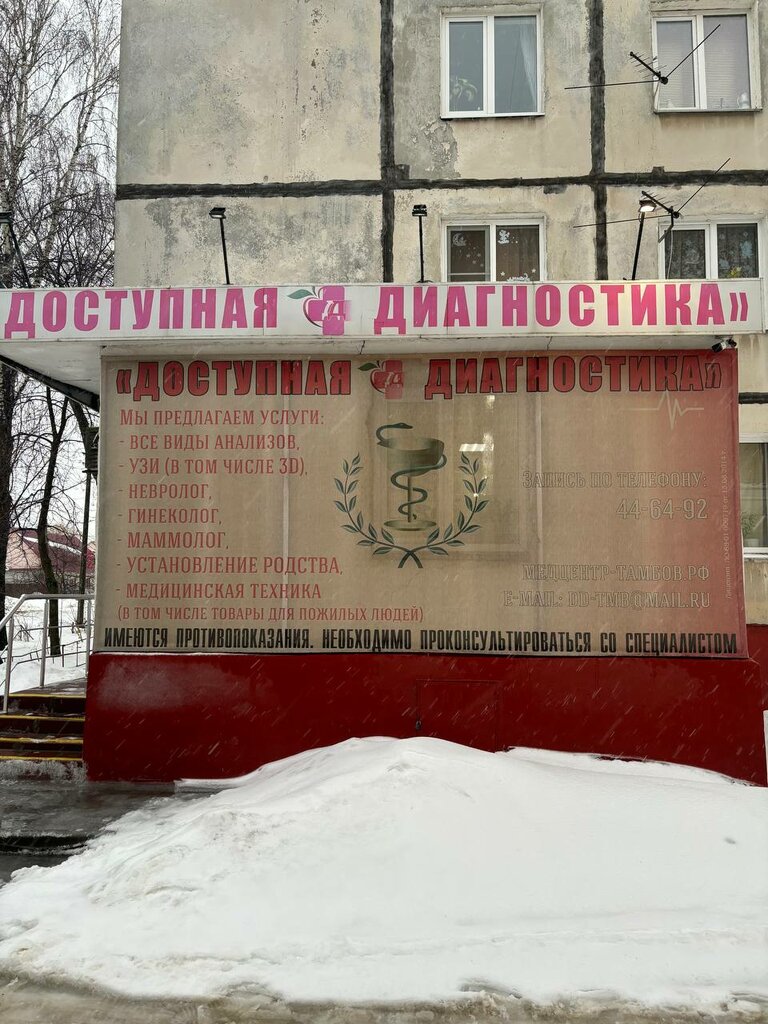 ДОСТУПНАЯ Д ДИАГНОСТИКА»
«ДОСТУПНАЯ Д ДИАГНОСТИКА»
МЫ ПРЕДЛАГАЕМ УСЛУГИ:
- ВСЕ ВИДЫ АНАЛИЗОВ,
- УЗИ (В ТОМ ЧИСЛЕ 3D),
- НЕВРОЛОГ,
- ГИНЕКОЛОГ,
- МАММОЛОГ,
- УСТАНОВЛЕНИЕ РОДСТВА,
- МЕДИЦИНСКАЯ ТЕХНИКА
(В ТОМ ЧИСЛЕ ТОВАРЫ ДЛЯ ПОЖИЛЫХ ЛЮДЕЙ)
ЗАПИСЬ ПО ТЕЛЕФОНУ:
44-64-92
МЕДЦЕНТР-ТАМБОВ.РФ
E-MAIL: DD-TMB@MAIL.RU
ИМЕЮТСЯ ПРОТИВОПОКАЗАНИЯ. НЕОБХОДИМО ПРОКОНСУЛЬТИРОВАТЬСЯ СО СПЕЦИАЛИСТОМ